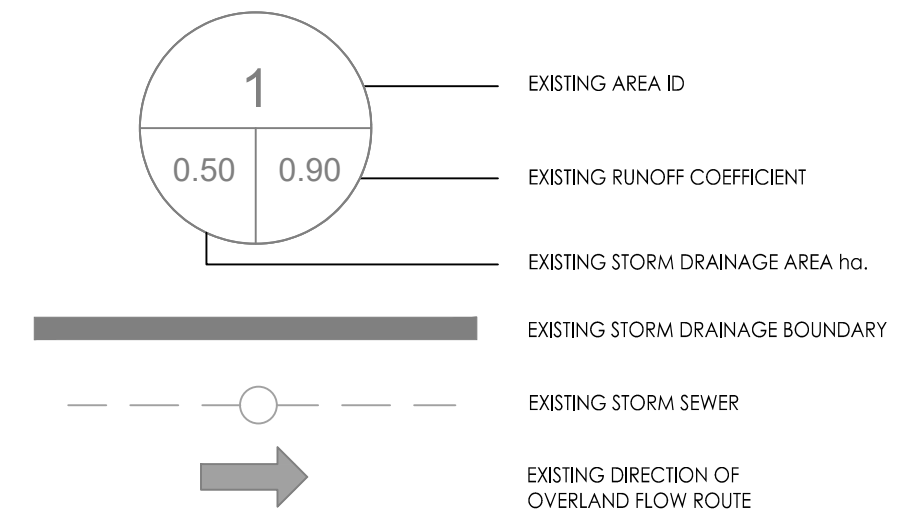 1
EXISTING AREA ID
0.50 0.90
EXISTING RUNOFF COEFFICIENT
EXISTING STORM DRAINAGE AREA ha.
EXISTING STORM DRAINAGE BOUNDARY
EXISTING STORM SEWER
EXISTING DIRECTION OF
OVERLAND FLOW ROUTE